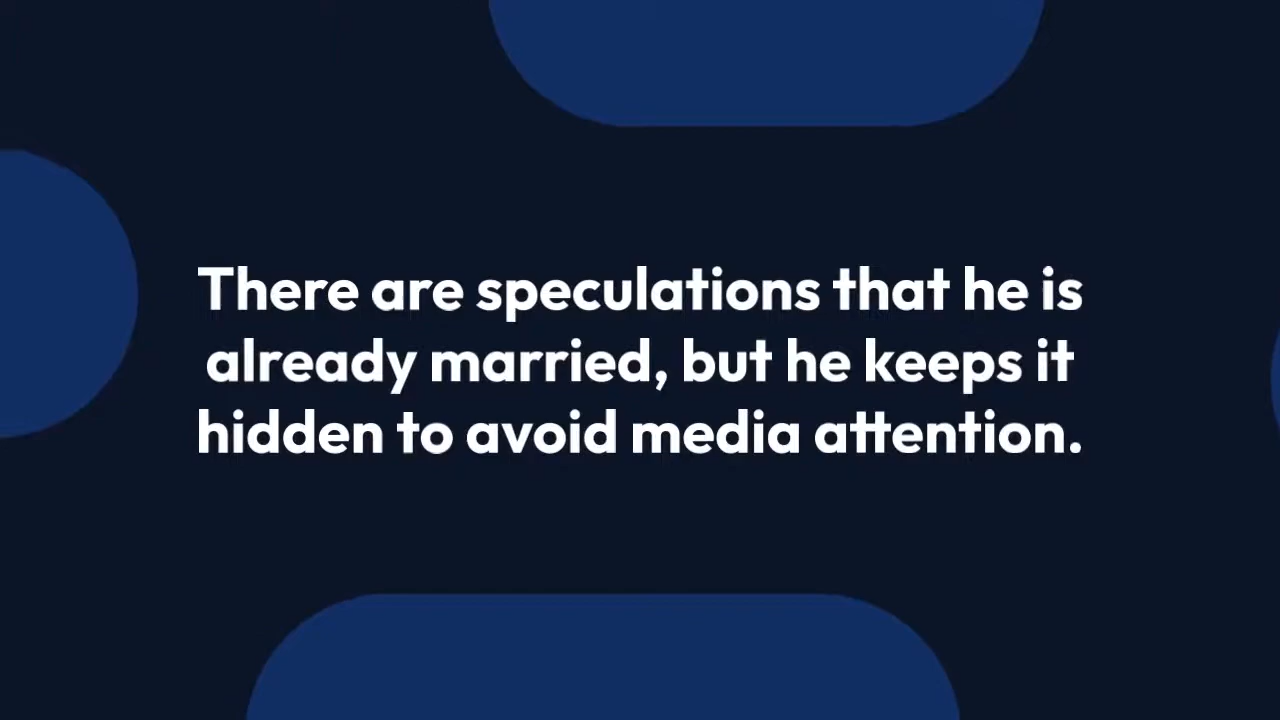 There are speculations that he is
already married, but he keeps it
hidden to avoid media attention.